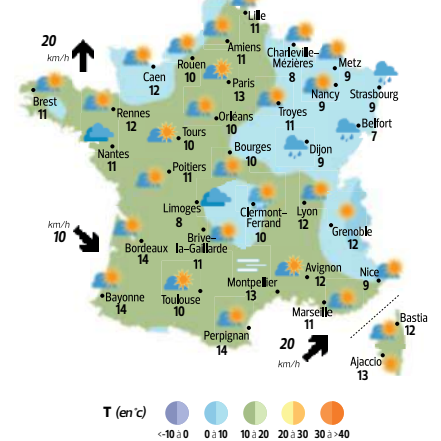 Lille
11
20
km/h
Amiens
11
Charleville–
Mézières
8
Rouen
10
Metz
9
Caen
12
Paris
13
Nancy
9
Strasbourg
9
Brest
11
Rennes
12
Orléans
10
Troyes
11
Belfort
7
Tours
10
Nantes
11
Bourges
10
Dijon
9
Poitiers
11
Limoges
8
Clermont–
Ferrand
10
Lyon
12
km/h
10
Grenoble
12
Bordeaux
14
Brive–
la–Gaillarde
11
Avignon
12
Nice
9
Montpellier
13
Bayonne
14
Toulouse
10
Marseille
11
Bastia
12
Perpignan
14
20
km/h
Ajaccio
13
T (en °c)
<-10 à 0
0 à 10
10 à 20
20 à 30
30 à >40